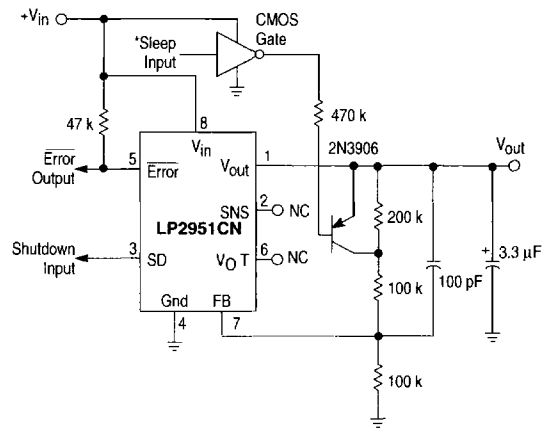 +Vin
*Sleep
Input
CMOS
Gate
47 k
470 k
8
Vin
2N3906
Vout
Error
Output
5
Error
Vout
1
SNS
2
NC
200 k
LP2951CN
Shutdown
Input
3
SD
VO T
6
NC
100 k
100 pF
+
3.3 µF
Gnd
FB
4
7
100 k